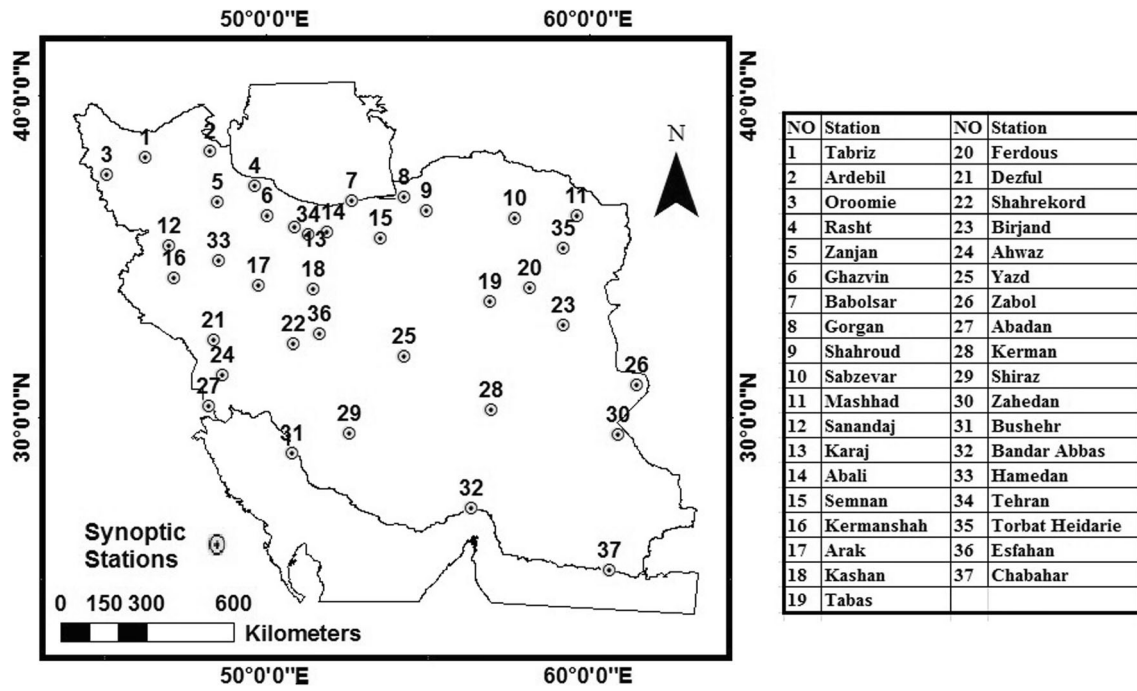 50°0'0"E 60°0'0"E
40°0'0"N 40°0'0"N
30°0'0"N 30°0'0"N
50°0'0"E 60°0'0"E
N
1
2
3
4
5
6
7
8
9
10
11
12
33
34
14
13
15
35
16
17
18
19
20
21
22
36
23
24
25
26
27
28
29
30
31
32
37
Synoptic
Stations
0 150 300 600
Kilometers
NO Station NO Station
1 Tabriz 20 Ferdous
2 Ardebil 21 Dezful
3 Oroomie 22 Shahrekord
4 Rasht 23 Birjand
5 Zanjan 24 Ahwaz
6 Ghazvin 25 Yazd
7 Babolsar 26 Zabol
8 Gorgan 27 Abadan
9 Shahroud 28 Kerman
10 Sabzevar 29 Shiraz
11 Mashhad 30 Zahedan
12 Sanandaj 31 Bushehr
13 Karaj 32 Bandar Abbas
14 Abali 33 Hamedan
15 Semnan 34 Tehran
16 Kermanshah 35 Torbat Heidarie
17 Arak 36 Esfahan
18 Kashan 37 Chabahar
19 Tabas